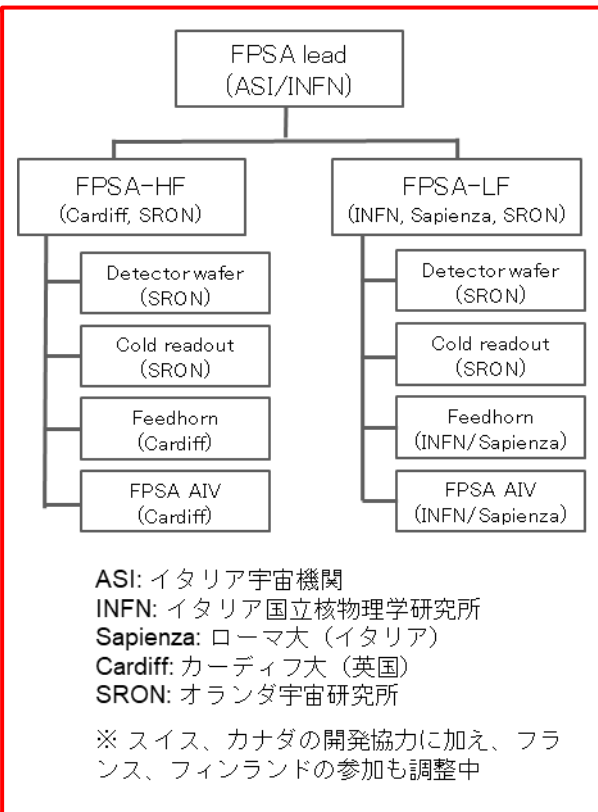 FPSA lead
(ASI/INFN)
FPSA-HF
(Cardiff, SRON)
Detector wafer
(SRON)
Cold readout
(SRON)
Feedhorn
(Cardiff)
FPSA AIV
(Cardiff)
FPSA-LF
(INFN, Sapienza, SRON)
Detector wafer
(SRON)
Cold readout
(SRON)
Feedhorn
(INFN/Sapienza)
FPSA AIV
(INFN/Sapienza)
ASI: イタリア宇宙機関
INFN: イタリア国立核物理学研究所
Sapienza: ローマ大（イタリア）
Cardiff: カーディフ大（英国）
SRON: オランダ宇宙研究所
※ スイス、カナダの開発協力に加え、フラ
ンス、フィンランドの参加も調整中